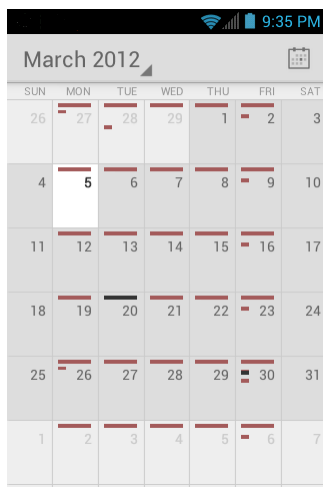 9:35 PM
March 2012
SUN MON TUE WED THU FRI SAT
26 27 28 29 1 2 3
4 5 6 7 8 9 10
11 12 13 14 15 16 17
18 19 20 21 22 23 24
25 26 27 28 29 30 31
1 2 3 4 5 6 7